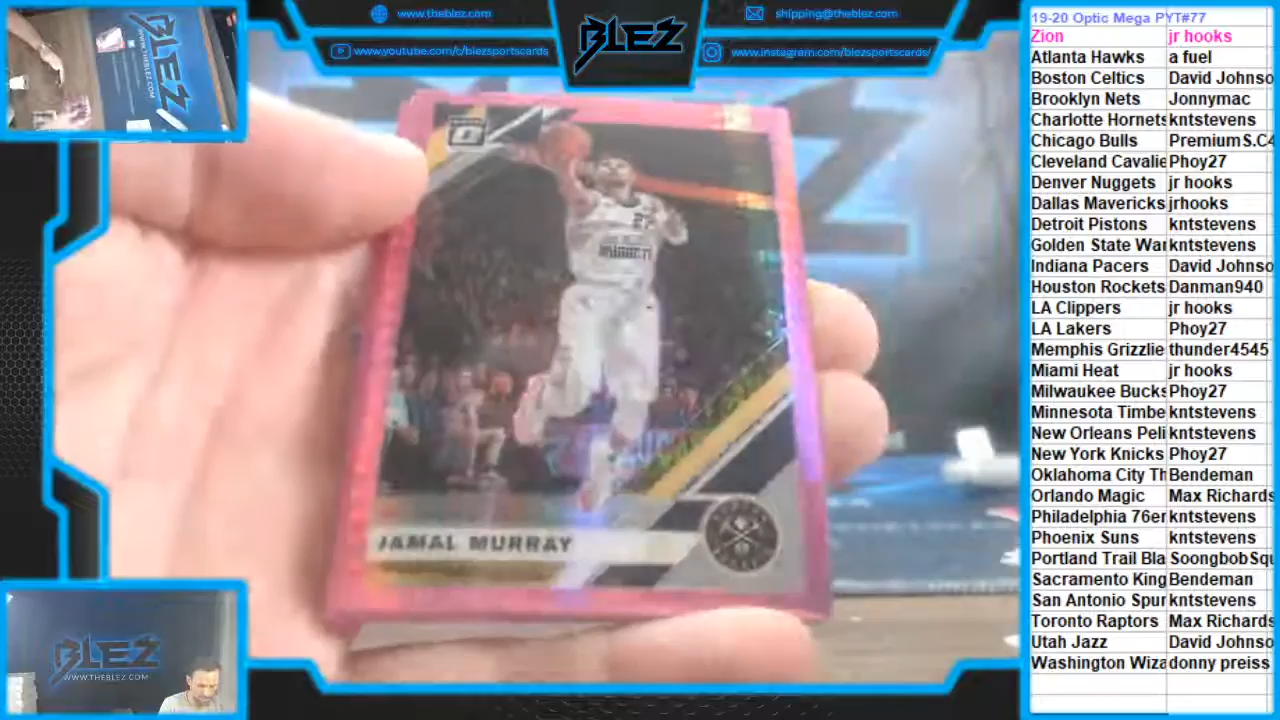 www.theblez.com
BLEZ
shipping@theblez.com
www.youtube.com/c/blezsportscards
www.instagram.com/blezsportscards/
BLEZ
WWW.THEBLEZ.COM
27
JAMAL MURRAY
BLEZ
WWW.THEBLEZ.COM
19-20 Optic Mega PYT#77
Zion jr hooks
Atlanta Hawks a fuel
Boston Celtics David Johnso
Brooklyn Nets Jonnymac
Charlotte Hornets kntstevens
Chicago Bulls PremiumS.C4
Cleveland Cavalie Phoy27
Denver Nuggets jr hooks
Dallas Mavericks jrhooks
Detroit Pistons kntstevens
Golden State War kntstevens
Indiana Pacers David Johnso
Houston Rockets Danman940
LA Clippers jr hooks
LA Lakers Phoy27
Memphis Grizzlie thunder4545
Miami Heat jr hooks
Milwaukee Bucks Phoy27
Minnesota Timbe kntstevens
New Orleans Peli kntstevens
New York Knicks Phoy27
Oklahoma City Th Bendeman
Orlando Magic Max Richards
Philadelphia 76er kntstevens
Phoenix Suns kntstevens
Portland Trail Bla SoongbobSqu
Sacramento King Bendeman
San Antonio Spur kntstevens
Toronto Raptors Max Richards
Utah Jazz David Johnso
Washington Wiza donny preiss